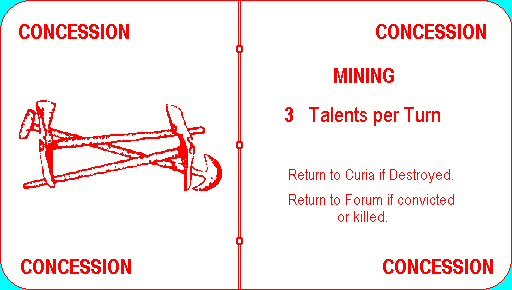 CONCESSION
CONCESSION
MINING
3 Talents per Turn
Return to Curia if Destroyed.
Return to Forum if convicted
or killed.
CONCESSION
CONCESSION